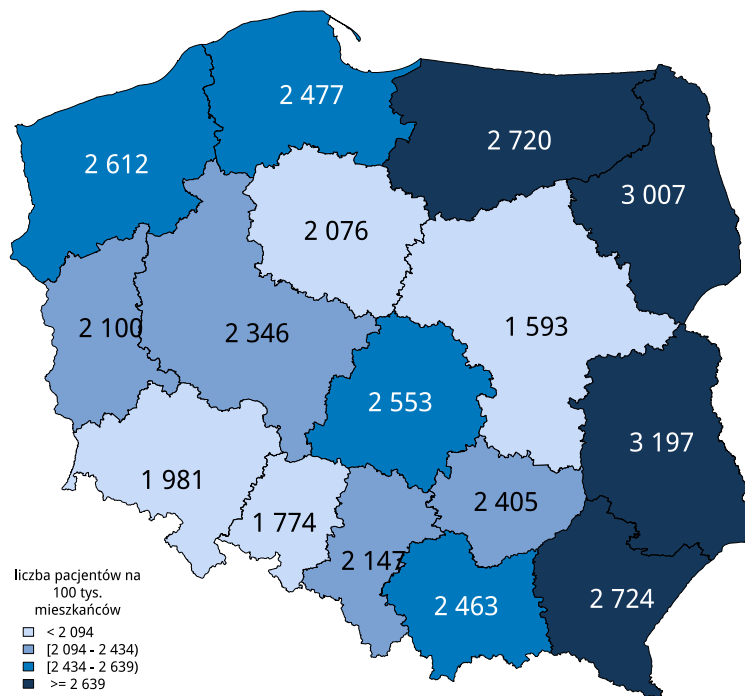 2 477
2 720
2 612
3 007
2 076
2 100
2 346
1 593
2 553
3 197
1 981
2 405
1 774
2 147
2 463
2 724
liczba pacjentów na
100 tys.
mieszkańców
< 2 094
[2 094 - 2 434)
[2 434 - 2 639)
>= 2 639